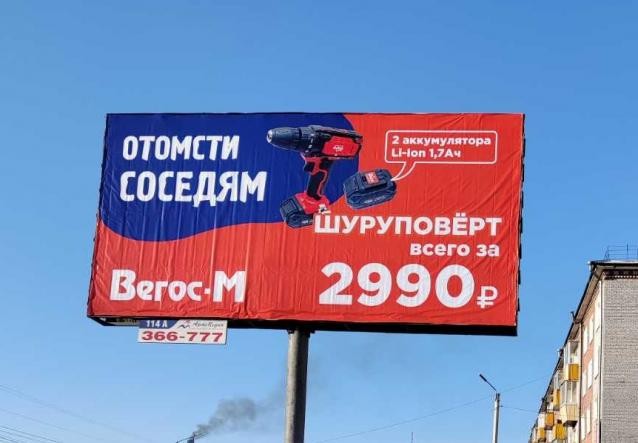 ОТОМСТИ
СОСЕДЯМ
2 аккумулятора
Li-Ion 1,7Ач
ШУРУПОВЁРТ
всего за
2990₽
Вегос-М
114 А
366-777